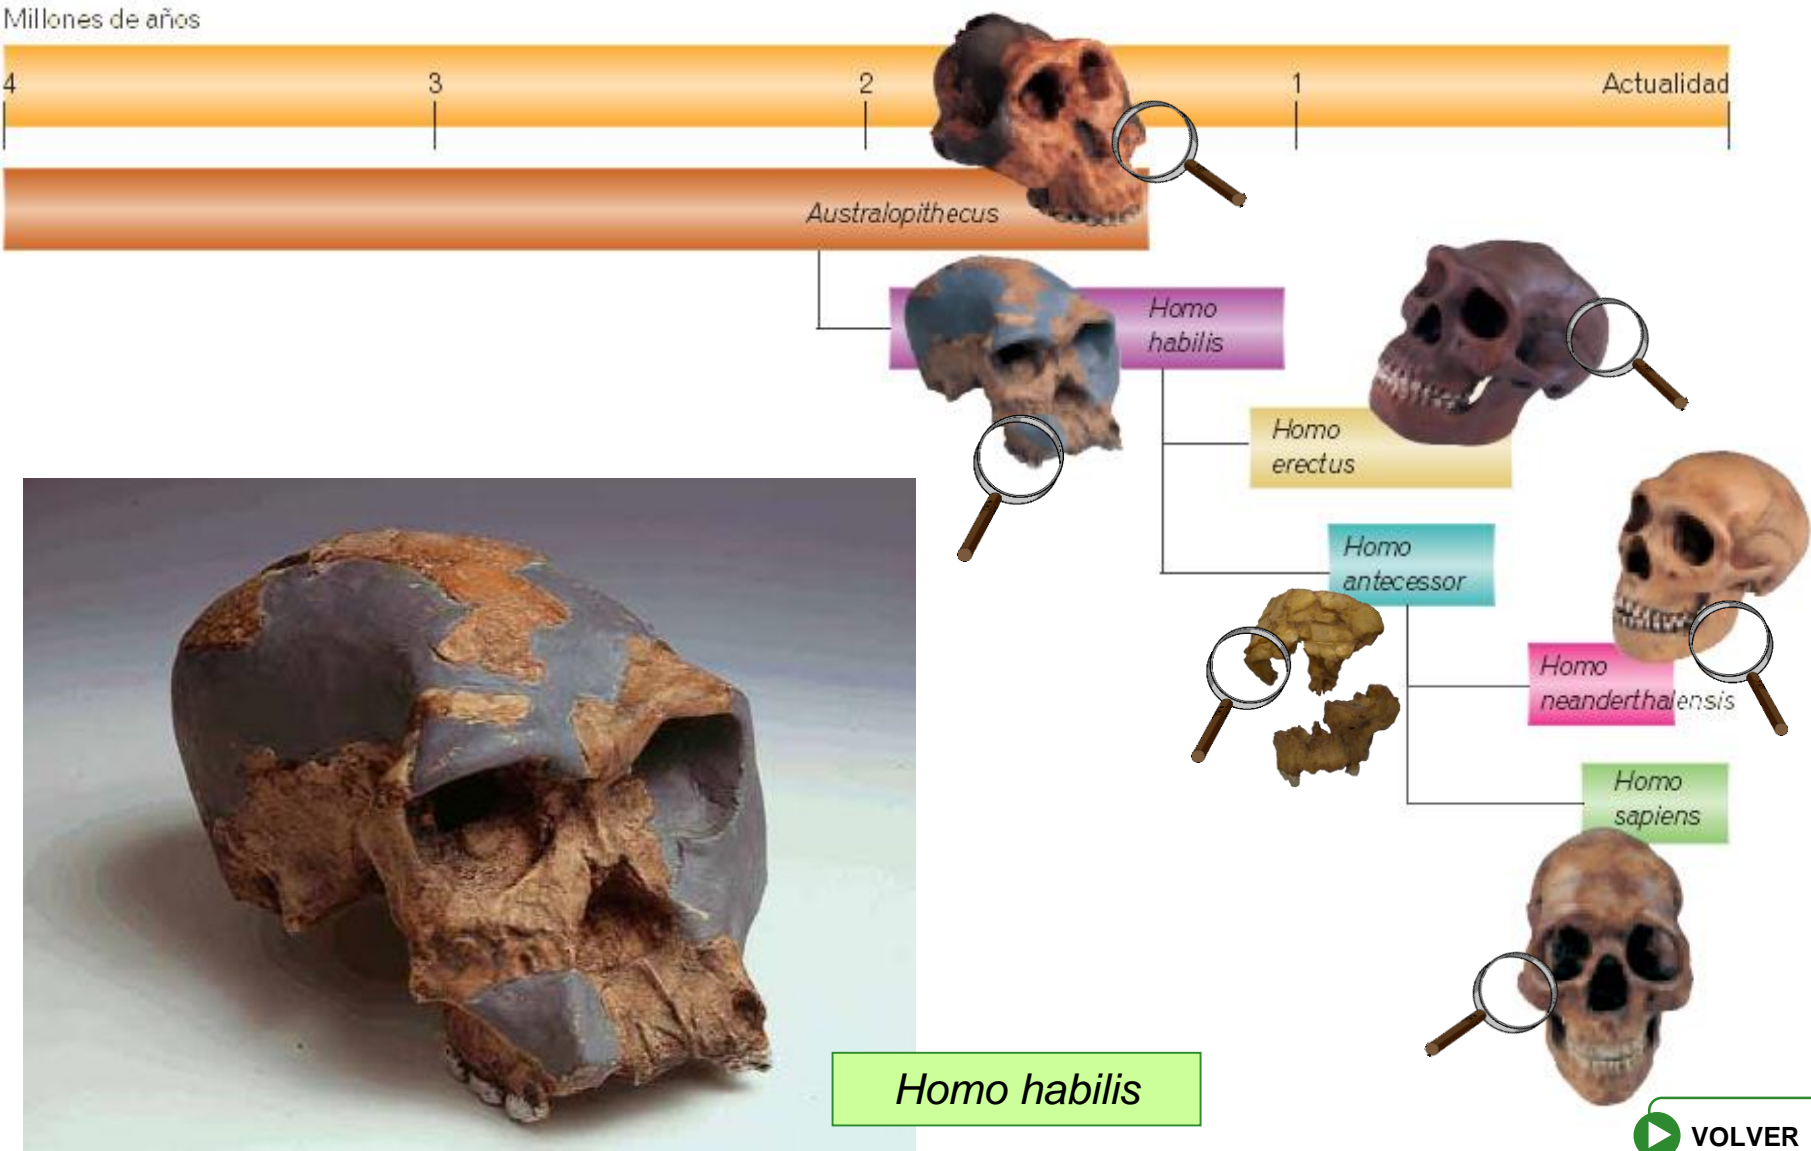 Millones de años
4 3 2 1 Actualidad
Australopithecus
Homo
habilis
Homo
erectus
Homo
antecessor
Homo
neanderthalensis
Homo
sapiens
Homo habilis
VOLVER